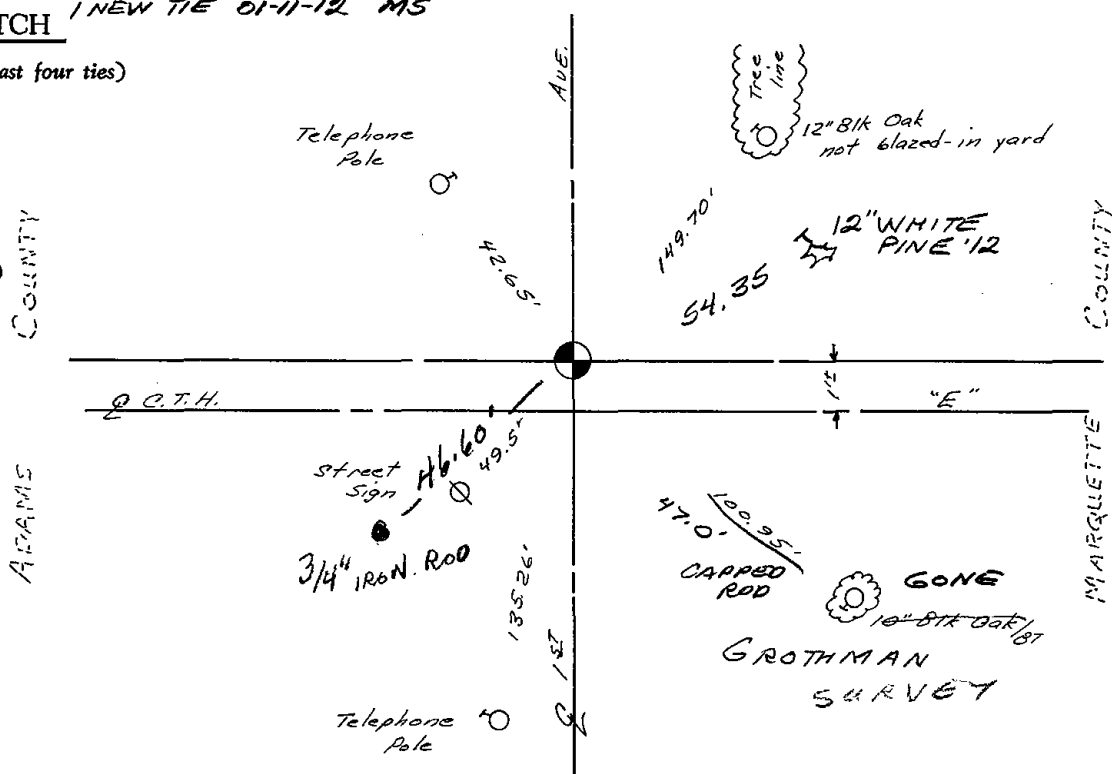 TCH 1 NEW TIE 01-11-12 MS
ast four ties)
AVE.
Tree
line
Telephone
Pole
12" Blk Oak
not blazed-in yard
COUNTY
42.65'
149.70'
54.35
12" WHITE
PINE '12
COUNTY
℄ C.T.H.
1'±
"E"
ADAMS
Street
Sign
46.60'
49.5'
3/4" IRON. ROD
135.26'
47.0'
100.95'
CAPPED
ROD
GONE
10" Blk Oak/BT
MARQUETTE
GROTHMAN
SURVEY
℄ 1ST
Telephone
Pole